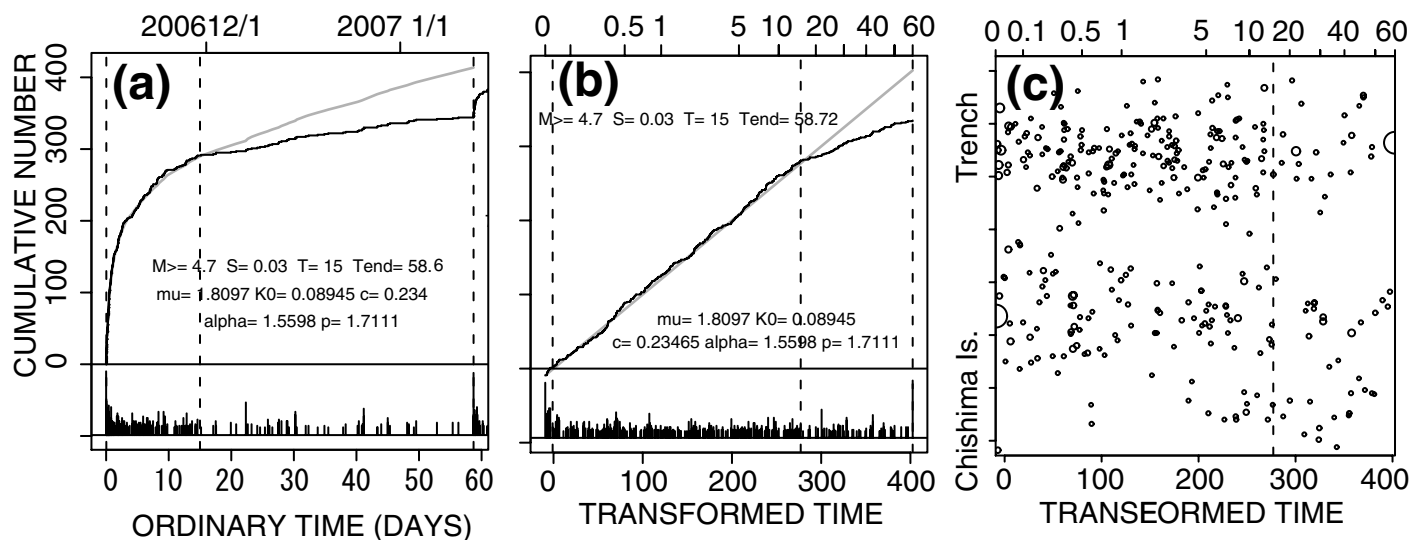 200612/1 2007 1/1
(a)
CUMULATIVE NUMBER
400
300
200
100
0
M>= 4.7 S= 0.03 T= 15 Tend= 58.6
mu= 1.8097 K0= 0.08945 c= 0.234
alpha= 1.5598 p= 1.7111
0 10 20 30 40 50 60
ORDINARY TIME (DAYS)
0 0.5 1 5 10 20 40 60
(b)
M>= 4.7 S= 0.03 T= 15 Tend= 58.72
mu= 1.8097 K0= 0.08945
c= 0.23465 alpha= 1.5598 p= 1.7111
0 100 200 300 400
TRANSFORMED TIME
0 0.1 0.5 1 5 10 20 40 60
(c)
Trench
Chishima Is.
0 100 200 300 400
TRANSEORMED TIME